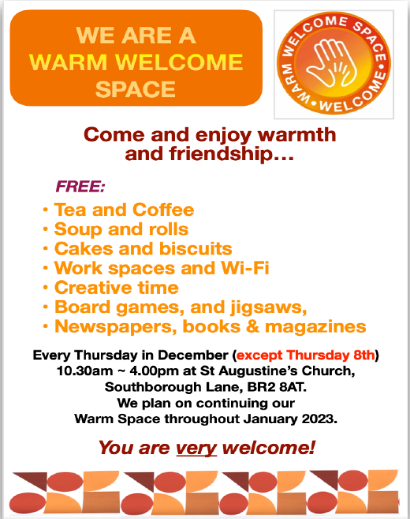 WE ARE A
WARM WELCOME
SPACE
WARM WELCOME SPACE
• WELCOME •
Come and enjoy warmth
and friendship…
FREE:
• Tea and Coffee
• Soup and rolls
• Cakes and biscuits
• Work spaces and Wi-Fi
• Creative time
• Board games, and jigsaws,
• Newspapers, books & magazines
Every Thursday in December (except Thursday 8th)
10.30am ~ 4.00pm at St Augustine's Church,
Southborough Lane, BR2 8AT.
We plan on continuing our
Warm Space throughout January 2023.
You are very welcome!